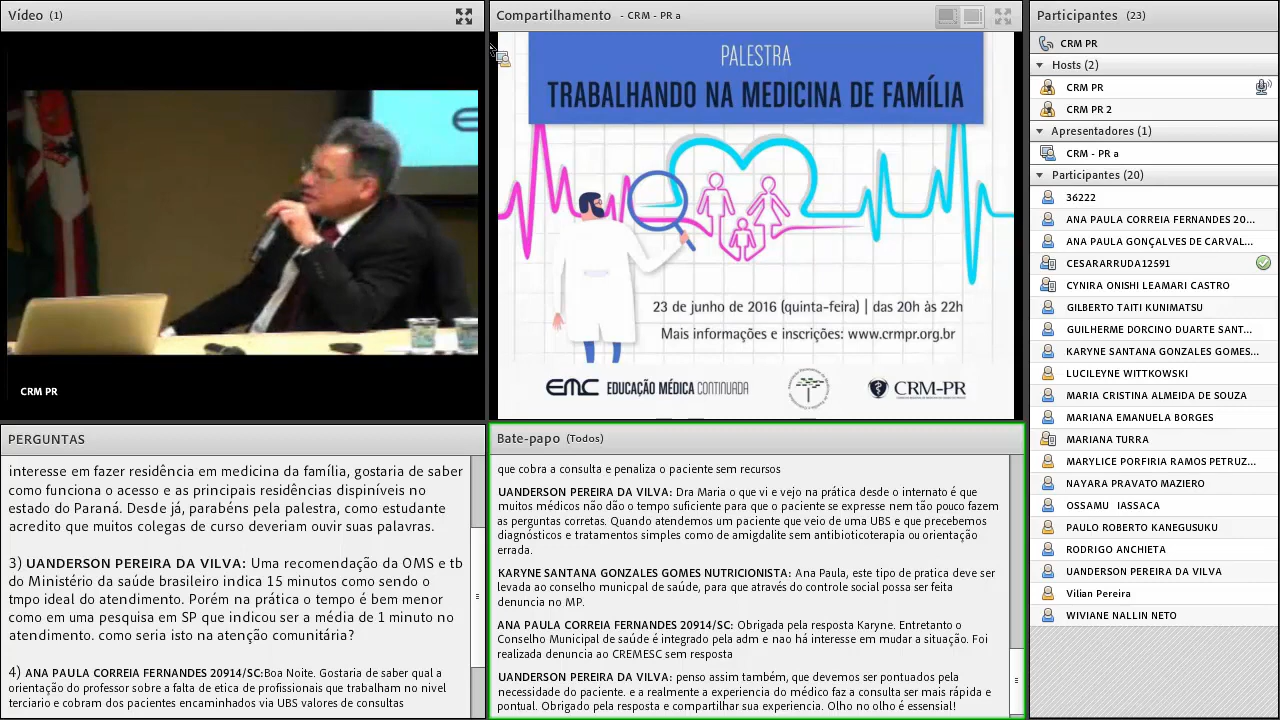 Vídeo (1)
CRM PR
Compartilhamento - CRM - PR a
PALESTRA
TRABALHANDO NA MEDICINA DE FAMÍLIA
23 de junho de 2016 (quinta-feira) | das 20h às 22h
Mais informações e inscrições: www.crmpr.org.br
EMC EDUCAÇÃO MÉDICA CONTINUADA
CRM-PR
Participantes (23)
CRM PR
Hosts (2)
CRM PR
CRM PR 2
Apresentadores (1)
CRM - PR a
Participantes (20)
36222
ANA PAULA CORREIA FERNANDES 20...
ANA PAULA GONÇALVES DE CARVAL...
CESARARRUDA12591
CYNIRA ONISHI LEAMARI CASTRO
GILBERTO TAITI KUNIMATSU
GUILHERME DORCINO DUARTE SANT...
KARYNE SANTANA GONZALES GOMES...
LUCILEYNE WITTKOWSKI
MARIA CRISTINA ALMEIDA DE SOUZA
MARIANA EMANUELA BORGES
MARIANA TURRA
MARYLICE PORFIRIA RAMOS PETRUZ...
NAYARA PRAVATO MAZIERO
OSSAMU IASSACA
PAULO ROBERTO KANEGUSUKU
RODRIGO ANCHIETA
UANDERSON PEREIRA DA VILVA
Vilian Pereira
WIVIANE NALLIN NETO
PERGUNTAS
interesse em fazer residência em medicina da família, gostaria de saber
como funciona o acesso e as principais residências dispiníveis no
estado do Paraná. Desde já, parabéns pela palestra, como estudante
acredito que muitos colegas de curso deveriam ouvir suas palavras.
3) UANDERSON PEREIRA DA VILVA: Uma recomendação da OMS e tb
do Ministério da saúde brasileiro indica 15 minutos como sendo o
tmpo ideal do atendimento. Porém na prática o tempo é bem menor
como em uma pesquisa em SP que indicou ser a média de 1 minuto no
atendimento. como seria isto na atenção comunitária?
4) ANA PAULA CORREIA FERNANDES 20914/SC:Boa Noite. Gostaria de saber qual a
orientação do professor sobre a falta de etica de profissionais que trabalham no nivel
terciario e cobram dos pacientes encaminhados via UBS valores de consultas
Bate-papo (Todos)
que cobra a consulta e penaliza o paciente sem recursos
UANDERSON PEREIRA DA VILVA: Dra Maria o que vi e vejo na prática desde o internato é que
muitos médicos não dão o tempo suficiente para que o paciente se expresse nem tão pouco fazem
as perguntas corretas. Quando atendemos um paciente que veio de uma UBS e que precebemos
diagnósticos e tratamentos simples como de amigdalite sem antibioticoterapia ou orientação
errada.
KARYNE SANTANA GONZALES GOMES NUTRICIONISTA: Ana Paula, este tipo de pratica deve ser
levada ao conselho municpal de saúde, para que através do controle social possa ser feita
denuncia no MP.
ANA PAULA CORREIA FERNANDES 20914/SC: Obrigada pela resposta Karyne. Entretanto o
Conselho Municipal de saúde é integrado pela adm e nao há interesse em mudar a situação. Foi
realizada denuncia ao CREMESC sem resposta
UANDERSON PEREIRA DA VILVA: penso assim também, que devemos ser pontuados pela
necessidade do paciente. e a realmente a experiencia do médico faz a consulta ser mais rápida e
pontual. Obrigado pela resposta e compartilhar sua experiencia. Olho no olho é essensial!